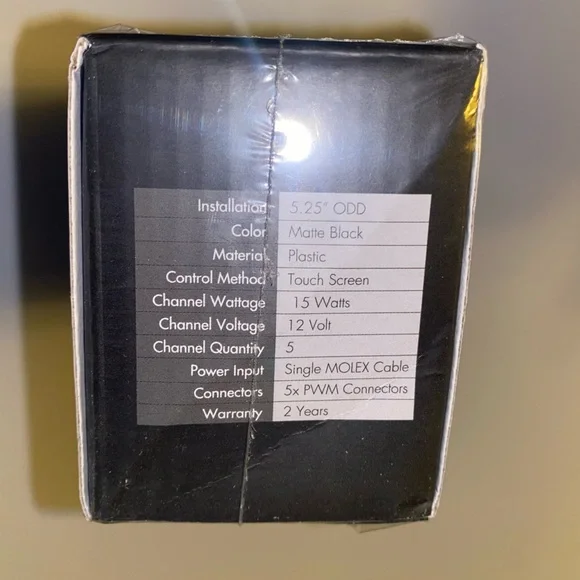 Installation 5.25" ODD
Color Matte Black
Material Plastic
Control Method Touch Screen
Channel Wattage 15 Watts
Channel Voltage 12 Volt
Channel Quantity 5
Power Input Single MOLEX Cable
Connectors 5x PWM Connectors
Warranty 2 Years